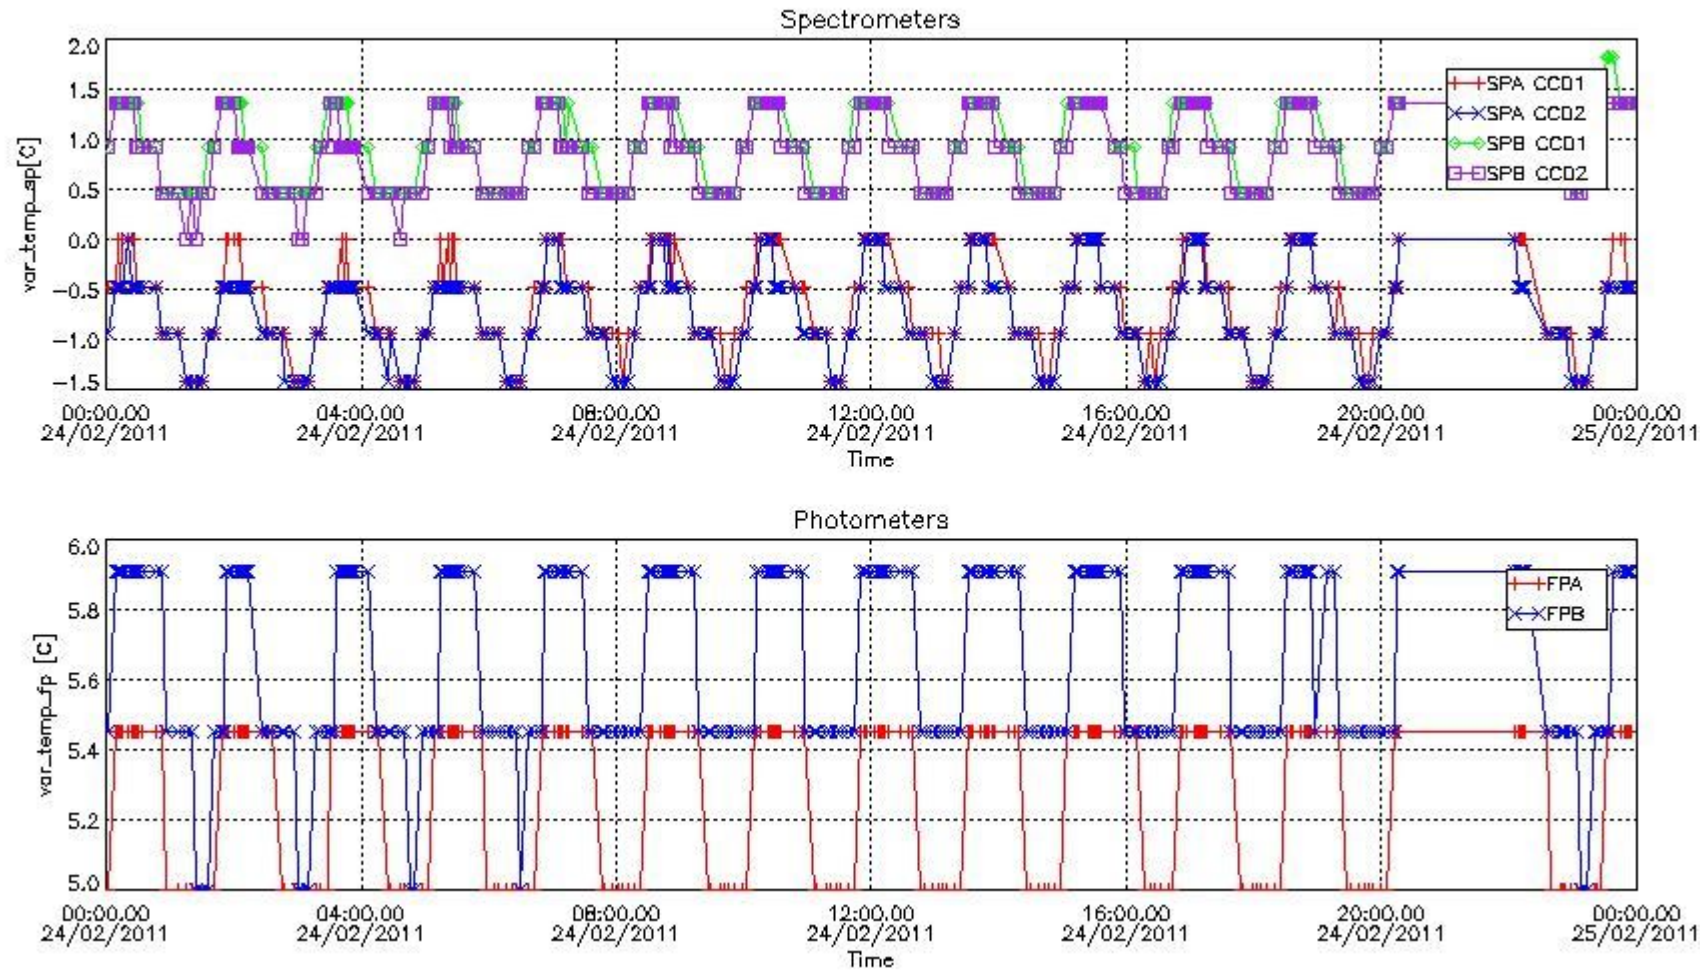 Spectrometers
var_temp_sp[C]
2.0
1.5
1.0
0.5
0.0
-0.5
-1.0
-1.5
SPA CCD1
SPA CCD2
SPB CCD1
SPB CCD2
00:00.00 04:00.00 08:00.00 12:00.00 16:00.00 20:00.00 00:00.00
24/02/2011 24/02/2011 24/02/2011 24/02/2011 24/02/2011 24/02/2011 25/02/2011
Time
Photometers
var_temp_fp [C]
6.0
5.8
5.6
5.4
5.2
5.0
FPA
FPB
00:00.00 04:00.00 08:00.00 12:00.00 16:00.00 20:00.00 00:00.00
24/02/2011 24/02/2011 24/02/2011 24/02/2011 24/02/2011 24/02/2011 25/02/2011
Time